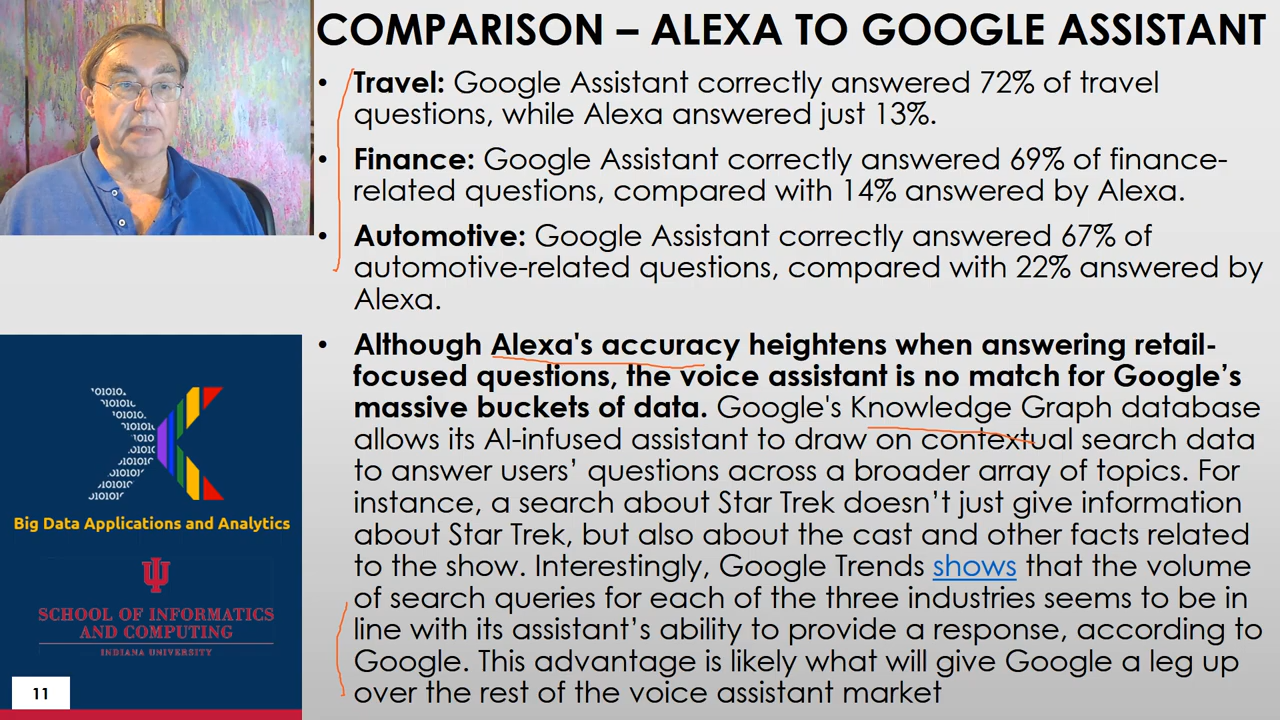 COMPARISON – ALEXA TO GOOGLE ASSISTANT
• Travel: Google Assistant correctly answered 72% of travel
questions, while Alexa answered just 13%.
• Finance: Google Assistant correctly answered 69% of finance-
related questions, compared with 14% answered by Alexa.
• Automotive: Google Assistant correctly answered 67% of
automotive-related questions, compared with 22% answered by
Alexa.
• Although Alexa's accuracy heightens when answering retail-
focused questions, the voice assistant is no match for Google’s
massive buckets of data. Google's Knowledge Graph database
allows its AI-infused assistant to draw on contextual search data
to answer users’ questions across a broader array of topics. For
instance, a search about Star Trek doesn’t just give information
about Star Trek, but also about the cast and other facts related
to the show. Interestingly, Google Trends shows that the volume
of search queries for each of the three industries seems to be in
line with its assistant’s ability to provide a response, according to
Google. This advantage is likely what will give Google a leg up
over the rest of the voice assistant market
Big Data Applications and Analytics
SCHOOL OF INFORMATICS
AND COMPUTING
INDIANA UNIVERSITY
11